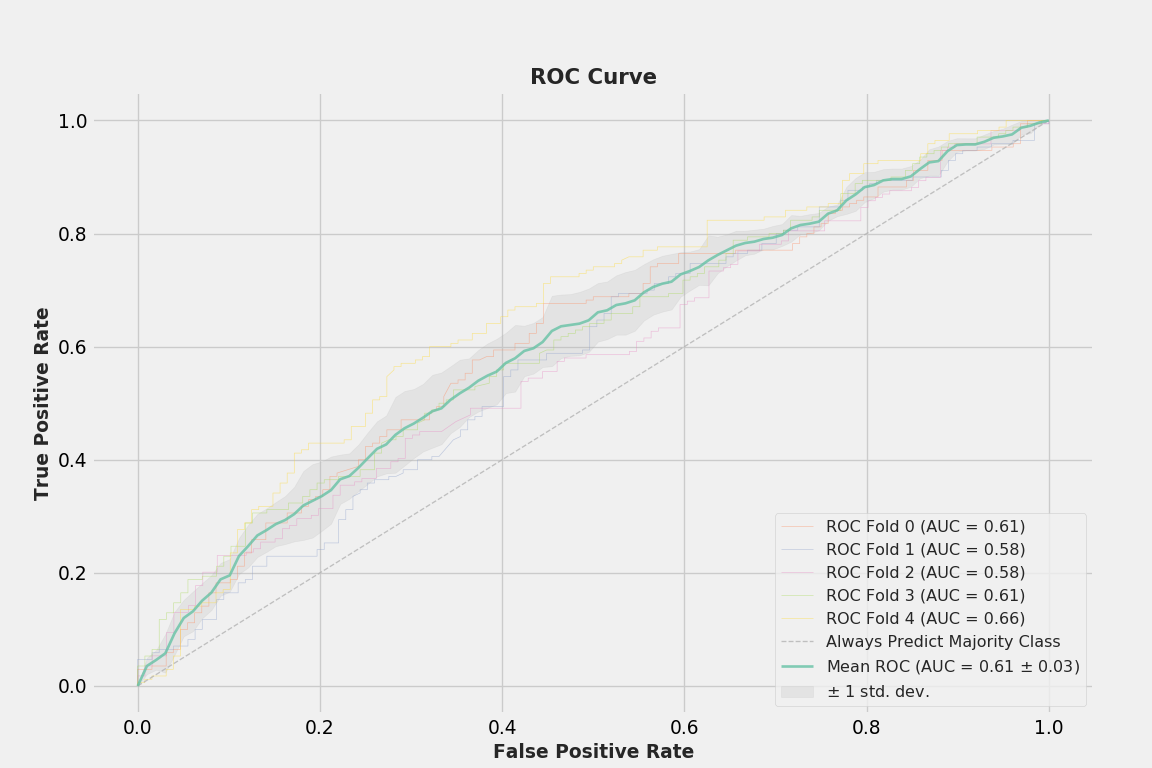 ROC Curve
1.0
0.8
0.6
0.4
0.2
0.0
True Positive Rate
0.0 0.2 0.4 0.6 0.8 1.0
False Positive Rate
ROC Fold 0 (AUC = 0.61)
ROC Fold 1 (AUC = 0.58)
ROC Fold 2 (AUC = 0.58)
ROC Fold 3 (AUC = 0.61)
ROC Fold 4 (AUC = 0.66)
Always Predict Majority Class
Mean ROC (AUC = 0.61 ± 0.03)
± 1 std. dev.